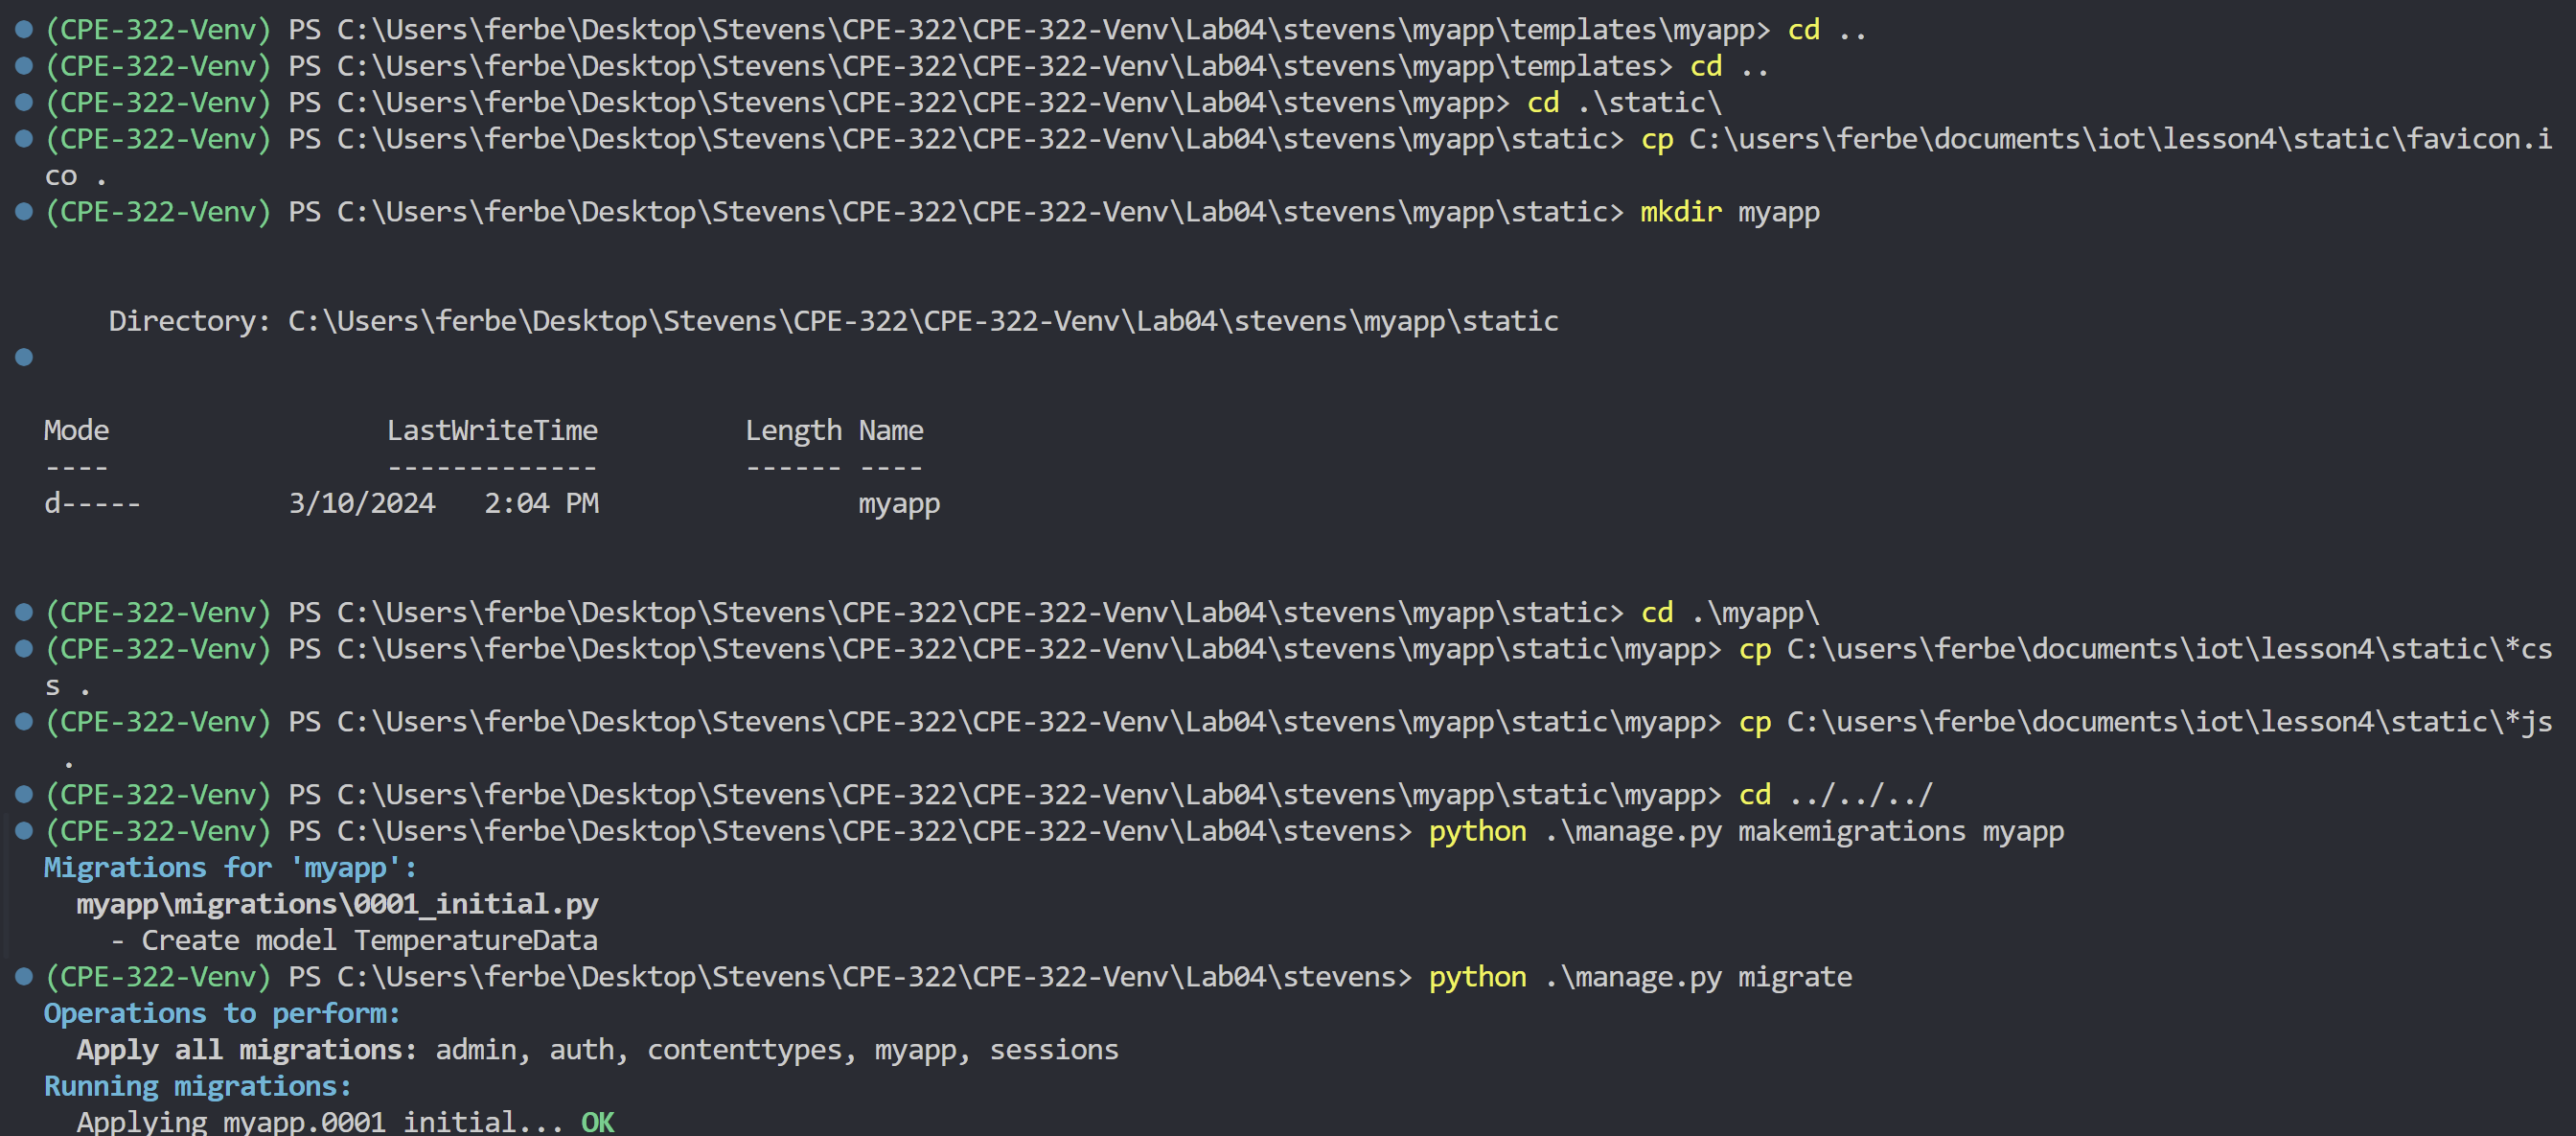 (CPE-322-Venv) PS C:\Users\ferbe\Desktop\Stevens\CPE-322\CPE-322-Venv\Lab04\stevens\myapp\templates\myapp> cd ..
(CPE-322-Venv) PS C:\Users\ferbe\Desktop\Stevens\CPE-322\CPE-322-Venv\Lab04\stevens\myapp\templates> cd ..
(CPE-322-Venv) PS C:\Users\ferbe\Desktop\Stevens\CPE-322\CPE-322-Venv\Lab04\stevens\myapp> cd .\static\
(CPE-322-Venv) PS C:\Users\ferbe\Desktop\Stevens\CPE-322\CPE-322-Venv\Lab04\stevens\myapp\static> cp C:\users\ferbe\documents\iot\lesson4\static\favicon.i
co .
(CPE-322-Venv) PS C:\Users\ferbe\Desktop\Stevens\CPE-322\CPE-322-Venv\Lab04\stevens\myapp\static> mkdir myapp
Directory: C:\Users\ferbe\Desktop\Stevens\CPE-322\CPE-322-Venv\Lab04\stevens\myapp\static
Mode                 LastWriteTime         Length Name
----                 -------------         ------ ----
d-----         3/10/2024   2:04 PM                myapp
(CPE-322-Venv) PS C:\Users\ferbe\Desktop\Stevens\CPE-322\CPE-322-Venv\Lab04\stevens\myapp\static> cd .\myapp\
(CPE-322-Venv) PS C:\Users\ferbe\Desktop\Stevens\CPE-322\CPE-322-Venv\Lab04\stevens\myapp\static\myapp> cp C:\users\ferbe\documents\iot\lesson4\static\*cs
s .
(CPE-322-Venv) PS C:\Users\ferbe\Desktop\Stevens\CPE-322\CPE-322-Venv\Lab04\stevens\myapp\static\myapp> cp C:\users\ferbe\documents\iot\lesson4\static\*js
.
(CPE-322-Venv) PS C:\Users\ferbe\Desktop\Stevens\CPE-322\CPE-322-Venv\Lab04\stevens\myapp\static\myapp> cd ../../../
(CPE-322-Venv) PS C:\Users\ferbe\Desktop\Stevens\CPE-322\CPE-322-Venv\Lab04\stevens> python .\manage.py makemigrations myapp
Migrations for 'myapp':
myapp\migrations\0001_initial.py
- Create model TemperatureData
(CPE-322-Venv) PS C:\Users\ferbe\Desktop\Stevens\CPE-322\CPE-322-Venv\Lab04\stevens> python .\manage.py migrate
Operations to perform:
Apply all migrations: admin, auth, contenttypes, myapp, sessions
Running migrations:
Applying myapp.0001_initial... OK